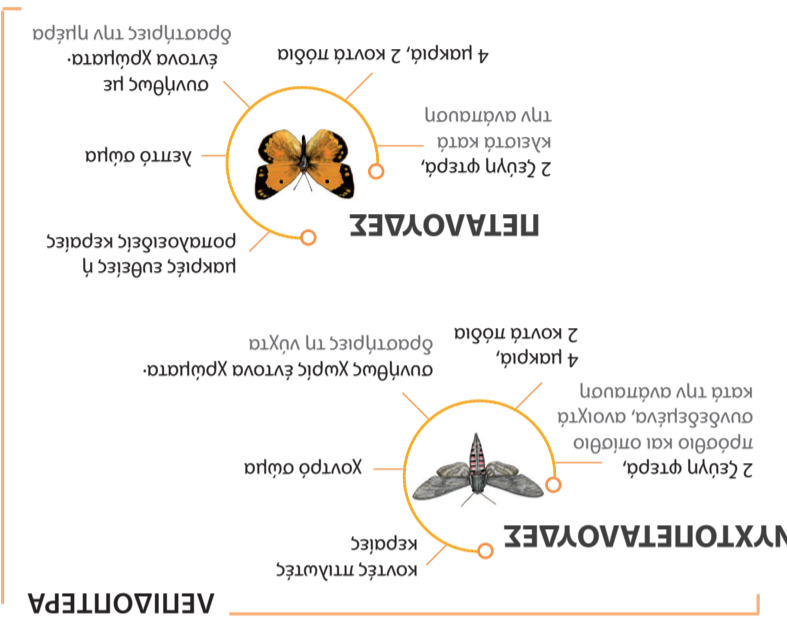 ΛΕΠΙΔΟΠΤΕΡΑ
ΝΥΧΤΟΠΕΤΑΛΟΥΔΕΣ
κοντές πτιλωτές
κεραίες
2 ζεύγη φτερά,
πρόσθιο και οπίσθιο
συνδεδεμένα, ανοιχτά
κατά την ανάπαυση
χοντρό σώμα
4 μακριά,
2 κοντά πόδια
συνήθως χωρίς έντονα χρώματα·
δραστήριες τη νύχτα
ΠΕΤΑΛΟΥΔΕΣ
μακριές ευθείες ή
ροπαλοειδείς κεραίες
2 ζεύγη φτερά,
κλειστά κατά
την ανάπαυση
λεπτό σώμα
4 μακριά, 2 κοντά πόδια
συνήθως με
έντονα χρώματα·
δραστήριες την ημέρα